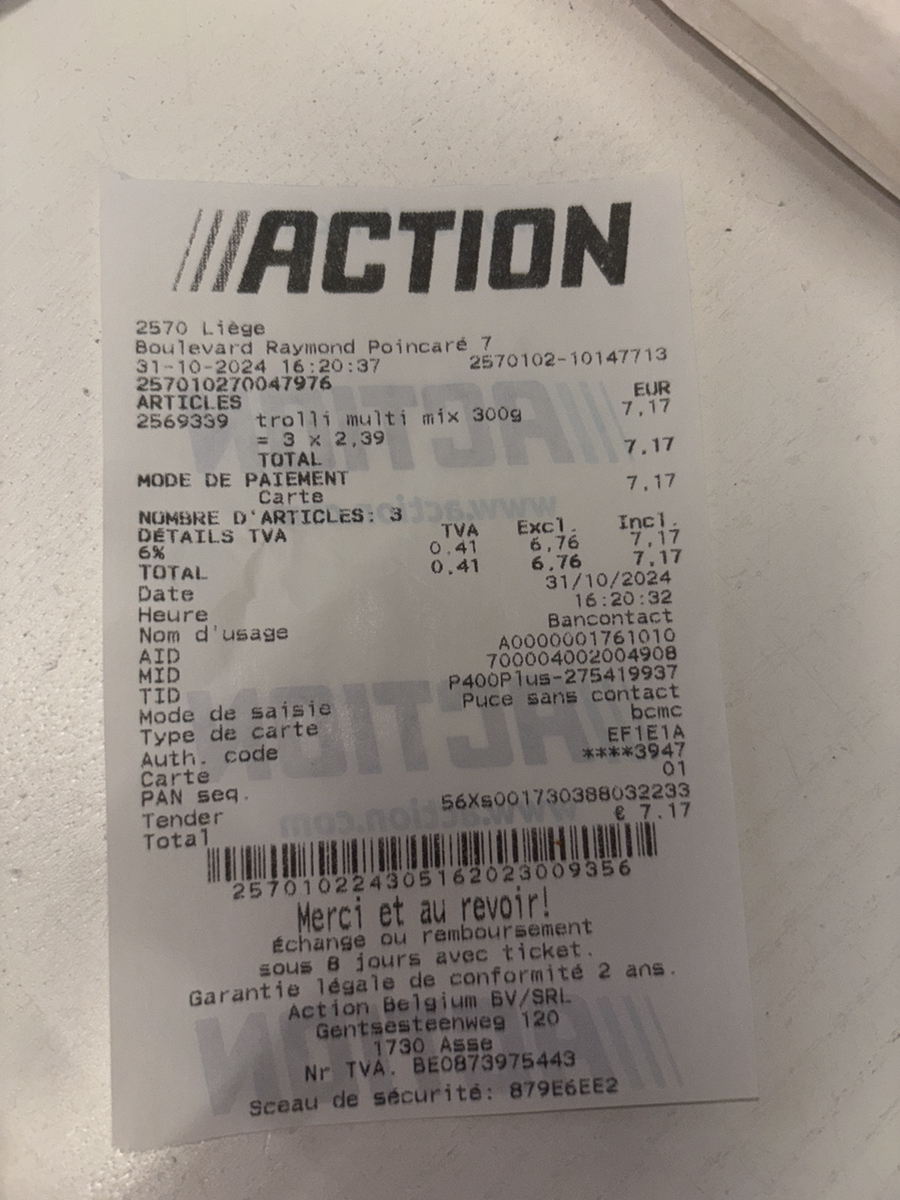 ACTION
2570 Liège
Boulevard Raymond Poincaré 7
31-10-2024 16:20:37 2570102-10147713
257010270047976
ARTICLES EUR
2569339 trolli multi mix 300g 7,17
= 3 x 2,39
TOTAL 7,17
MODE DE PAIEMENT
Carte 7,17
NOMBRE D'ARTICLES: 3
DÉTAILS TVA TVA Excl. Incl.
6% 0,41 6,76 7,17
TOTAL 0,41 6,76 7,17
Date 31/10/2024
Heure 16:20:32
Nom d'usage Bancontact
AID A0000001761010
MID 700004002004908
TID P400Plus-275419937
Mode de saisie Puce sans contact
Type de carte bcmc
Auth. code EF1E1A
Carte ****3947
PAN seq. 01
Tender 56Xs001730388032233
Total € 7.17
257010224305162023009356
Merci et au revoir!
Échange ou remboursement
sous 8 jours avec ticket.
Garantie légale de conformité 2 ans.
Action Belgium BV/SRL
Gentsesteenweg 120
1730 Asse
Nr TVA. BE0873975443
Sceau de sécurité: 879E6EE2